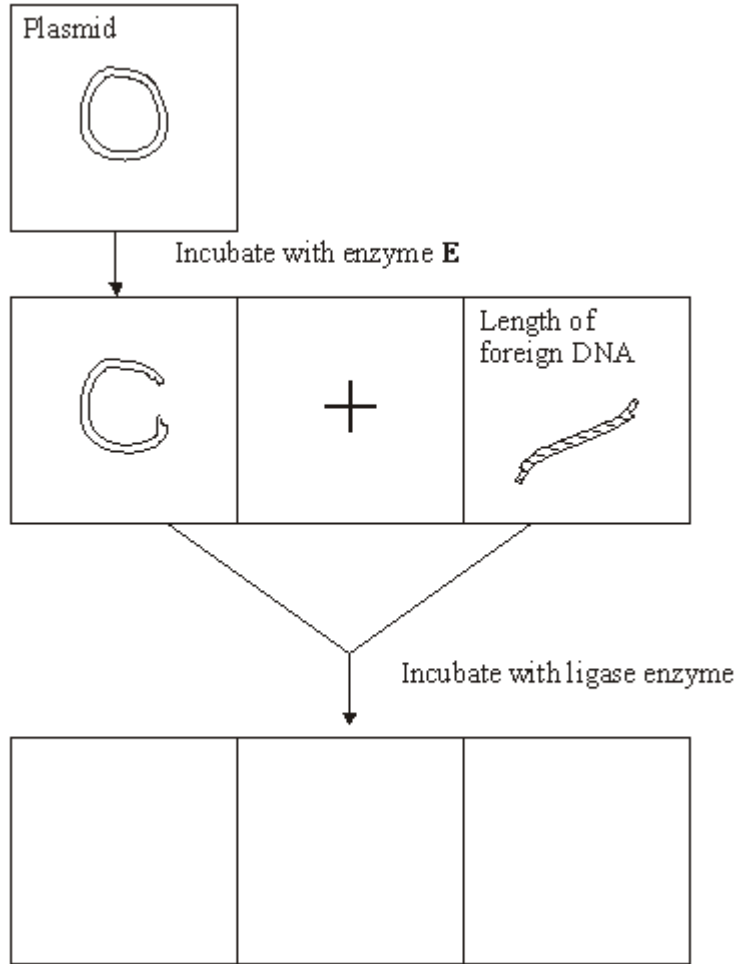 Plasmid
Incubate with enzyme E
Length of
foreign DNA
Incubate with ligase enzyme